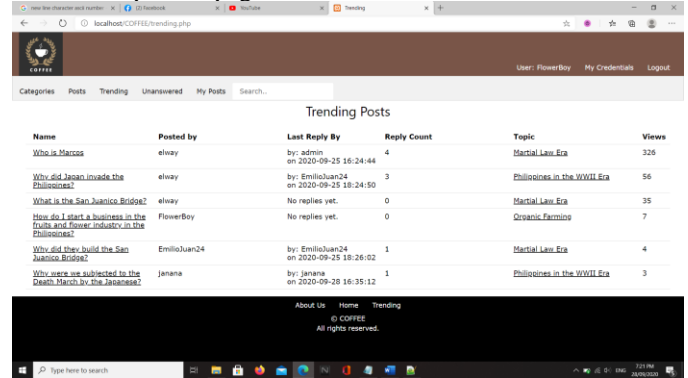 new line character ascii number
(2) Facebook
YouTube
Trending
localhost/COFFEE/trending.php
COFFEE
User: FlowerBoy My Credentials Logout
Categories Posts Trending Unanswered My Posts Search..
Trending Posts
Name Posted by Last Reply By Reply Count Topic Views
Who is Marcos elway by: admin 4 Martial Law Era 326
on 2020-09-25 16:24:44
Why did Japan invade the elway by: EmilioJuan24 3 Philippines in the WWII Era 56
Philippines? on 2020-09-25 18:24:50
What is the San Juanico Bridge? elway No replies yet. 0 Martial Law Era 35
How do I start a business in the FlowerBoy No replies yet. 0 Organic Farming 7
fruits and flower industry in the
Philippines?
Why did they build the San EmilioJuan24 by: EmilioJuan24 1 Martial Law Era 4
Juanico Bridge? on 2020-09-25 18:26:02
Why were we subjected to the janana by: janana 1 Philippines in the WWII Era 3
Death March by the Japanese? on 2020-09-28 16:35:12
About Us Home Trending
© COFFEE
All rights reserved.
Type here to search
ENG
7:21 PM
28/09/2020